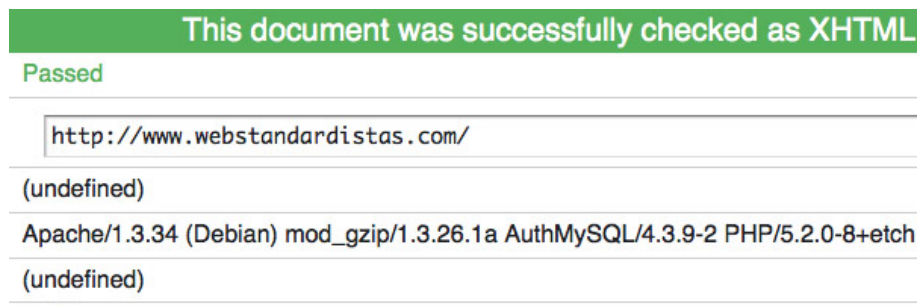 This document was successfully checked as XHTML
Passed
http://www.webstandardistas.com/
(undefined)
Apache/1.3.34 (Debian) mod_gzip/1.3.26.1a AuthMySQL/4.3.9-2 PHP/5.2.0-8+etch
(undefined)